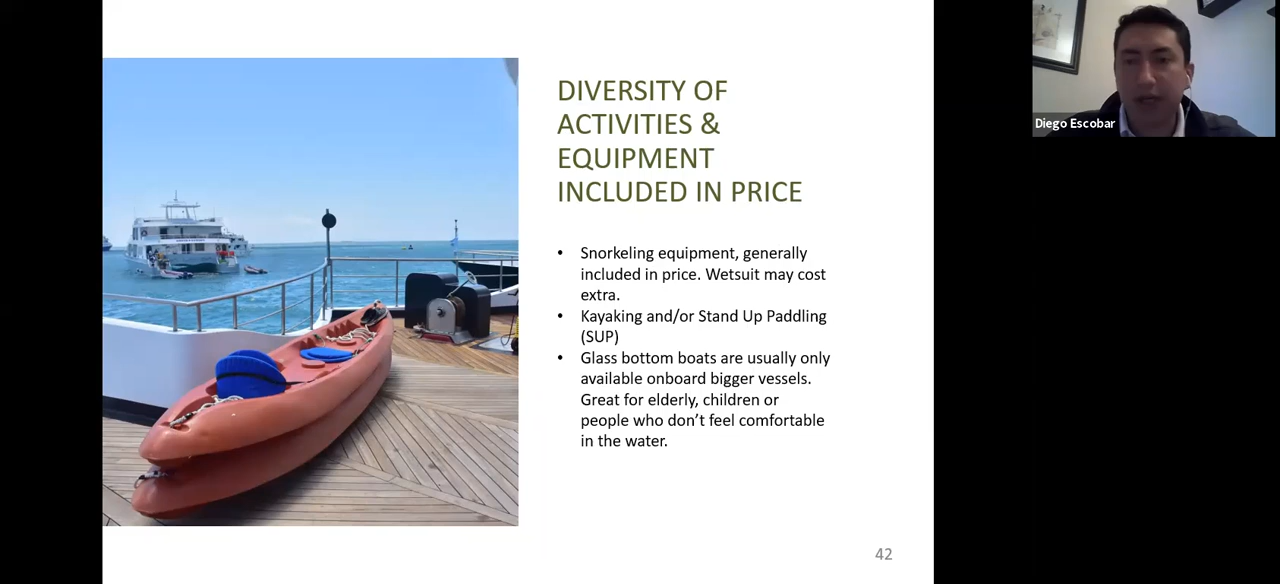 DIVERSITY OF
ACTIVITIES &
EQUIPMENT
INCLUDED IN PRICE
• Snorkeling equipment, generally
included in price. Wetsuit may cost
extra.
• Kayaking and/or Stand Up Paddling
(SUP)
• Glass bottom boats are usually only
available onboard bigger vessels.
Great for elderly, children or
people who don’t feel comfortable
in the water.
42
Diego Escobar